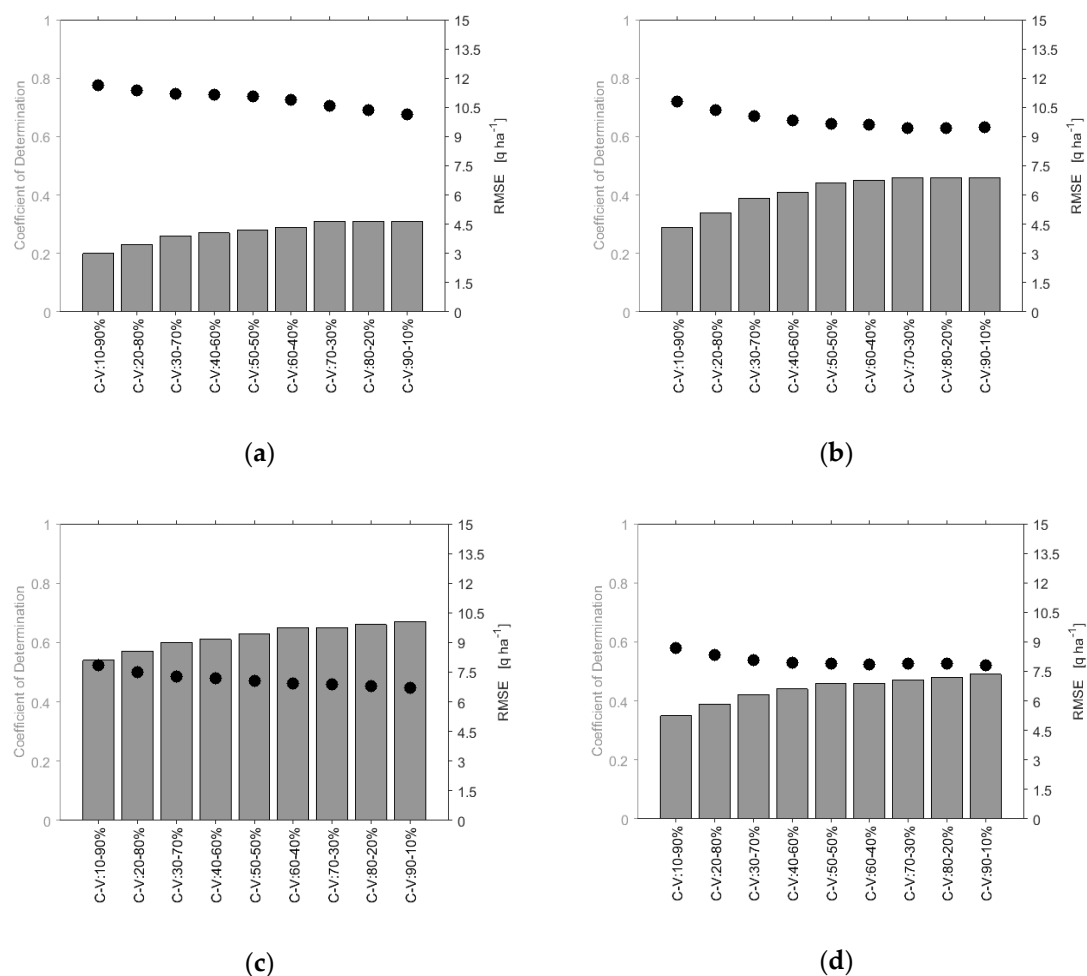 1
0.8
0.6
0.4
0.2
0
Coefficient of Determination
15
13.5
12
10.5
9
7.5
6
4.5
3
1.5
0
RMSE [q ha-1]
C-V:10-90%
C-V:20-80%
C-V:30-70%
C-V:40-60%
C-V:50-50%
C-V:60-40%
C-V:70-30%
C-V:80-20%
C-V:90-10%
(a)
1
0.8
0.6
0.4
0.2
0
Coefficient of Determination
15
13.5
12
10.5
9
7.5
6
4.5
3
1.5
0
RMSE [q ha-1]
C-V:10-90%
C-V:20-80%
C-V:30-70%
C-V:40-60%
C-V:50-50%
C-V:60-40%
C-V:70-30%
C-V:80-20%
C-V:90-10%
(b)
1
0.8
0.6
0.4
0.2
0
Coefficient of Determination
15
13.5
12
10.5
9
7.5
6
4.5
3
1.5
0
RMSE [q ha-1]
C-V:10-90%
C-V:20-80%
C-V:30-70%
C-V:40-60%
C-V:50-50%
C-V:60-40%
C-V:70-30%
C-V:80-20%
C-V:90-10%
(c)
1
0.8
0.6
0.4
0.2
0
Coefficient of Determination
15
13.5
12
10.5
9
7.5
6
4.5
3
1.5
0
RMSE [q ha-1]
C-V:10-90%
C-V:20-80%
C-V:30-70%
C-V:40-60%
C-V:50-50%
C-V:60-40%
C-V:70-30%
C-V:80-20%
C-V:90-10%
(d)